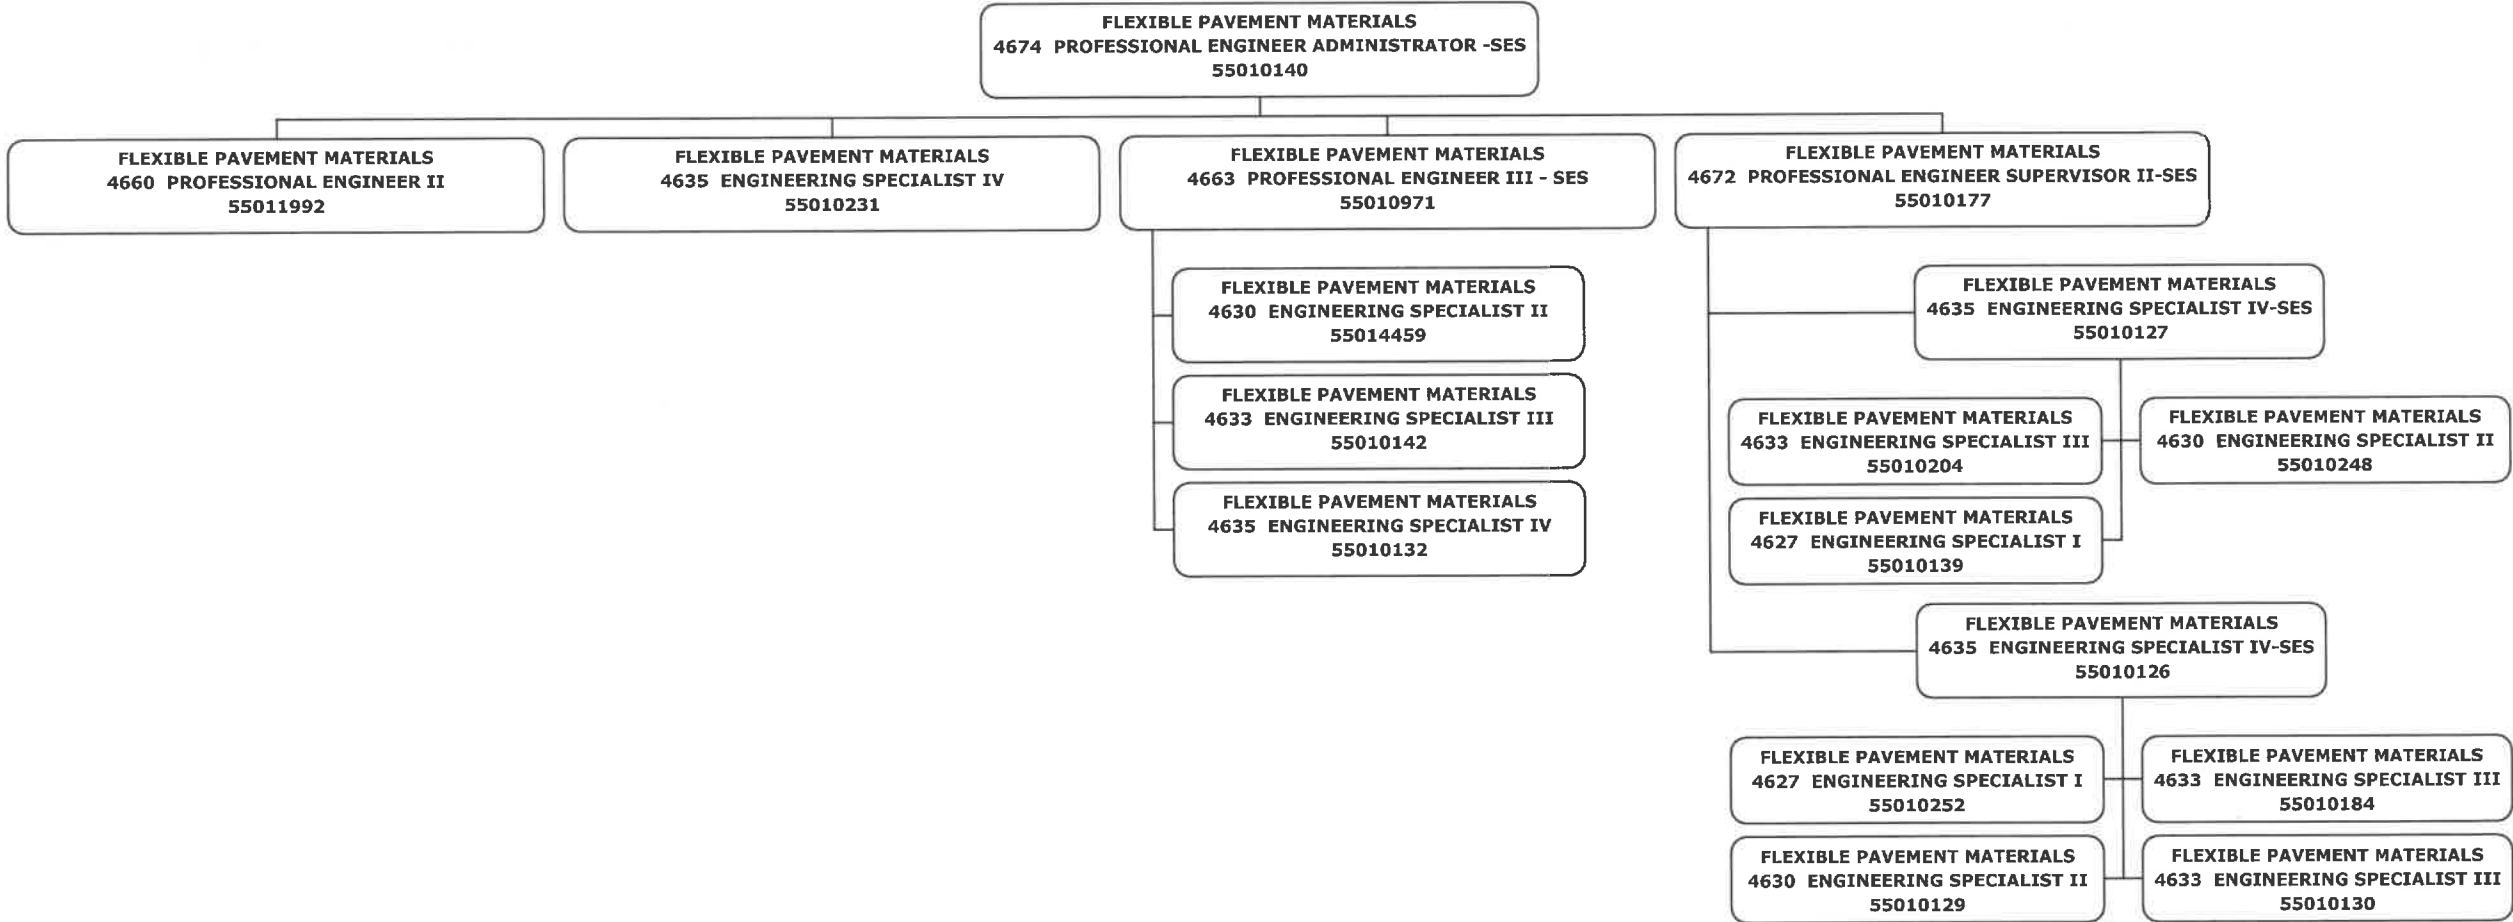 FLEXIBLE PAVEMENT MATERIALS
4674 PROFESSIONAL ENGINEER ADMINISTRATOR -SES
55010140
FLEXIBLE PAVEMENT MATERIALS
4660 PROFESSIONAL ENGINEER II
55011992
FLEXIBLE PAVEMENT MATERIALS
4635 ENGINEERING SPECIALIST IV
55010231
FLEXIBLE PAVEMENT MATERIALS
4663 PROFESSIONAL ENGINEER III - SES
55010971
FLEXIBLE PAVEMENT MATERIALS
4672 PROFESSIONAL ENGINEER SUPERVISOR II-SES
55010177
FLEXIBLE PAVEMENT MATERIALS
4630 ENGINEERING SPECIALIST II
55014459
FLEXIBLE PAVEMENT MATERIALS
4633 ENGINEERING SPECIALIST III
55010142
FLEXIBLE PAVEMENT MATERIALS
4635 ENGINEERING SPECIALIST IV
55010132
FLEXIBLE PAVEMENT MATERIALS
4635 ENGINEERING SPECIALIST IV-SES
55010127
FLEXIBLE PAVEMENT MATERIALS
4633 ENGINEERING SPECIALIST III
55010204
FLEXIBLE PAVEMENT MATERIALS
4630 ENGINEERING SPECIALIST II
55010248
FLEXIBLE PAVEMENT MATERIALS
4627 ENGINEERING SPECIALIST I
55010139
FLEXIBLE PAVEMENT MATERIALS
4635 ENGINEERING SPECIALIST IV-SES
55010126
FLEXIBLE PAVEMENT MATERIALS
4627 ENGINEERING SPECIALIST I
55010252
FLEXIBLE PAVEMENT MATERIALS
4633 ENGINEERING SPECIALIST III
55010184
FLEXIBLE PAVEMENT MATERIALS
4630 ENGINEERING SPECIALIST II
55010129
FLEXIBLE PAVEMENT MATERIALS
4633 ENGINEERING SPECIALIST III
55010130